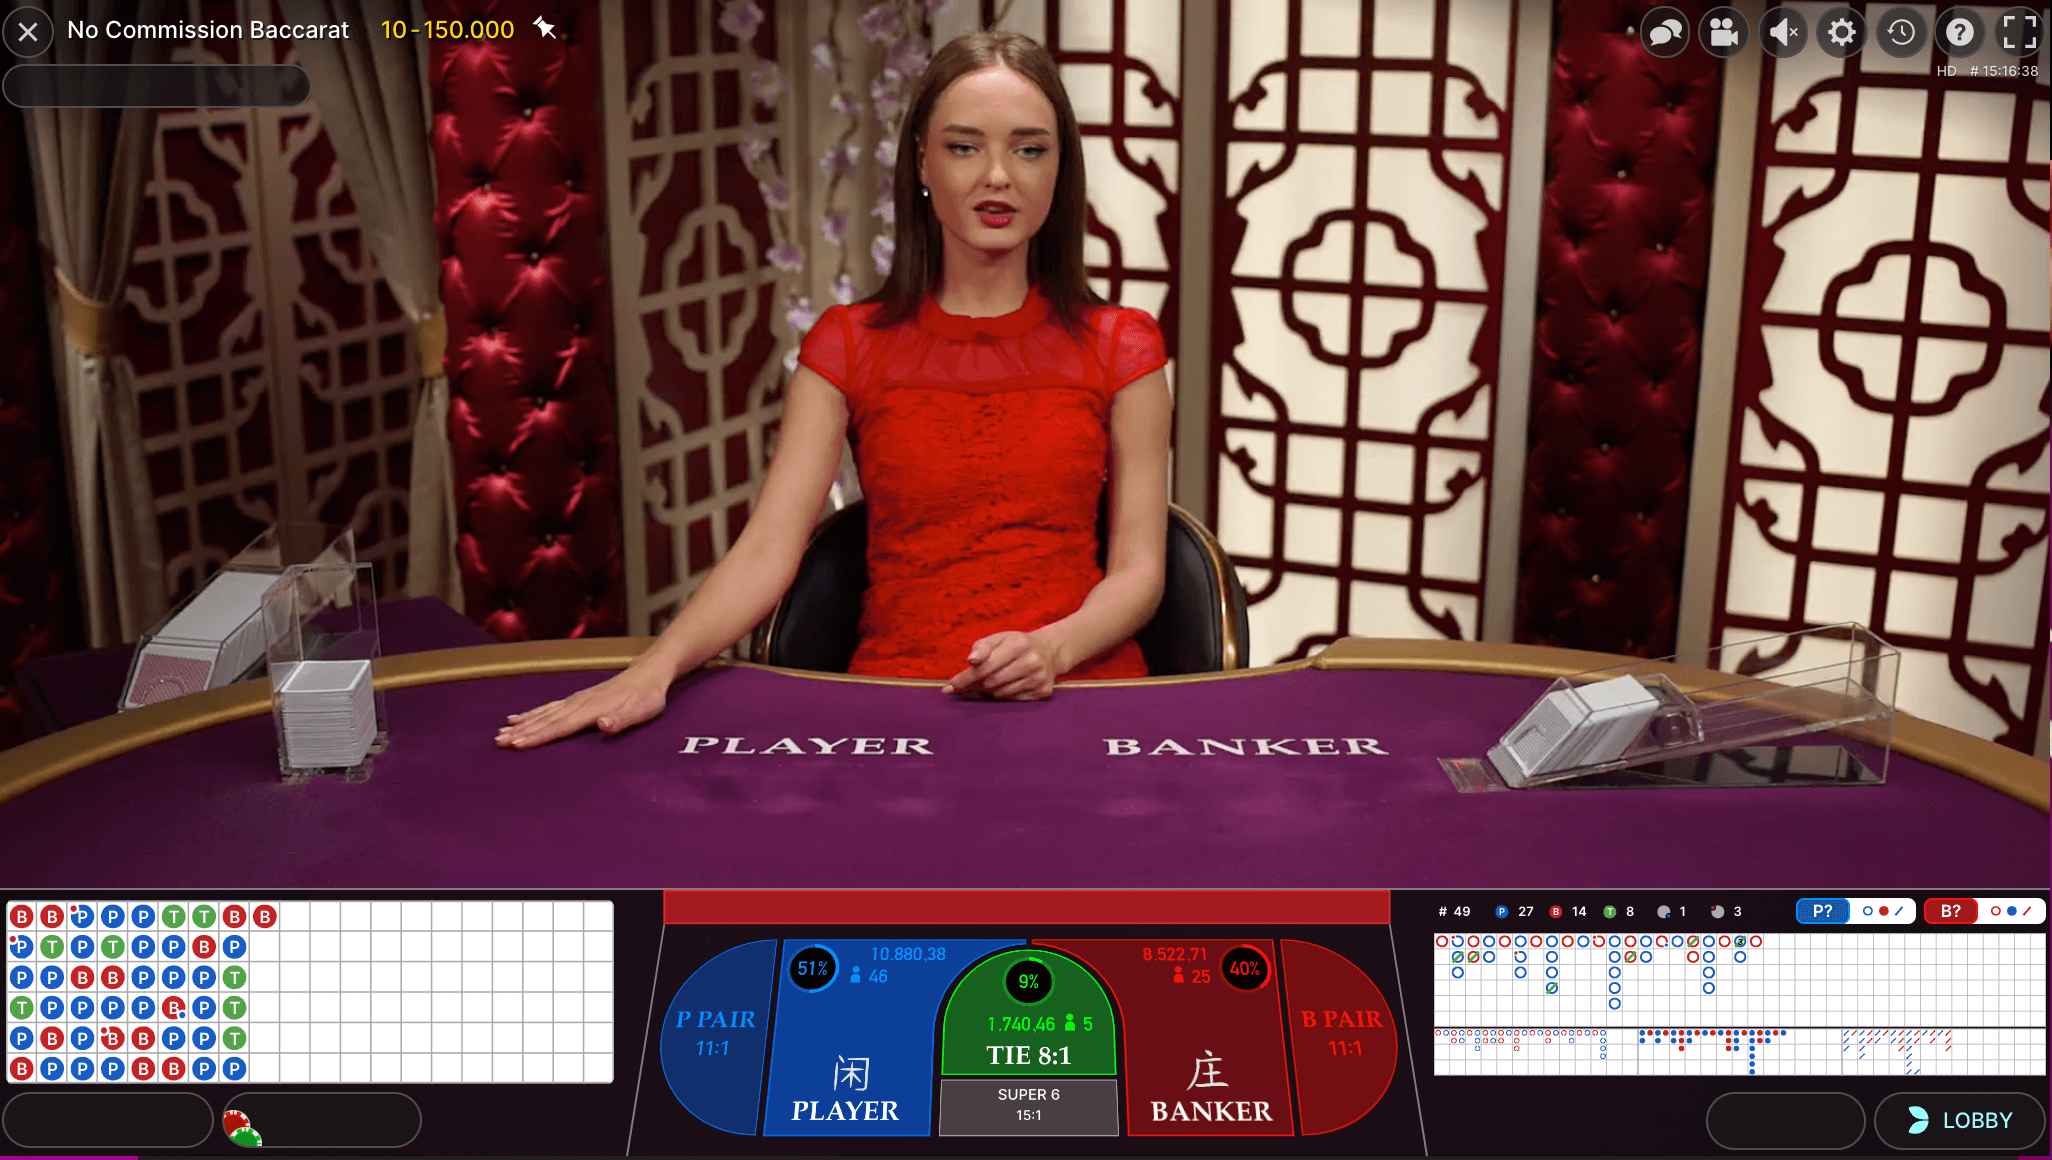 No Commission Baccarat 10-150.000
HD # 15:16:38
PLAYER BANKER
B B P P P T T B B
P T P T P P B P
P P B B P P P T
T P P P P B P T
P B P B B P P T
B P P P B B P P
51% 10.880,38
46
9%
1.740,46 5
TIE 8:1
8.522,71 40%
25
P PAIR
11:1
闲
PLAYER
SUPER 6
15:1
庄
BANKER
B PAIR
11:1
# 49 P 27 B 14 T 8 1 3 P? B?
LOBBY